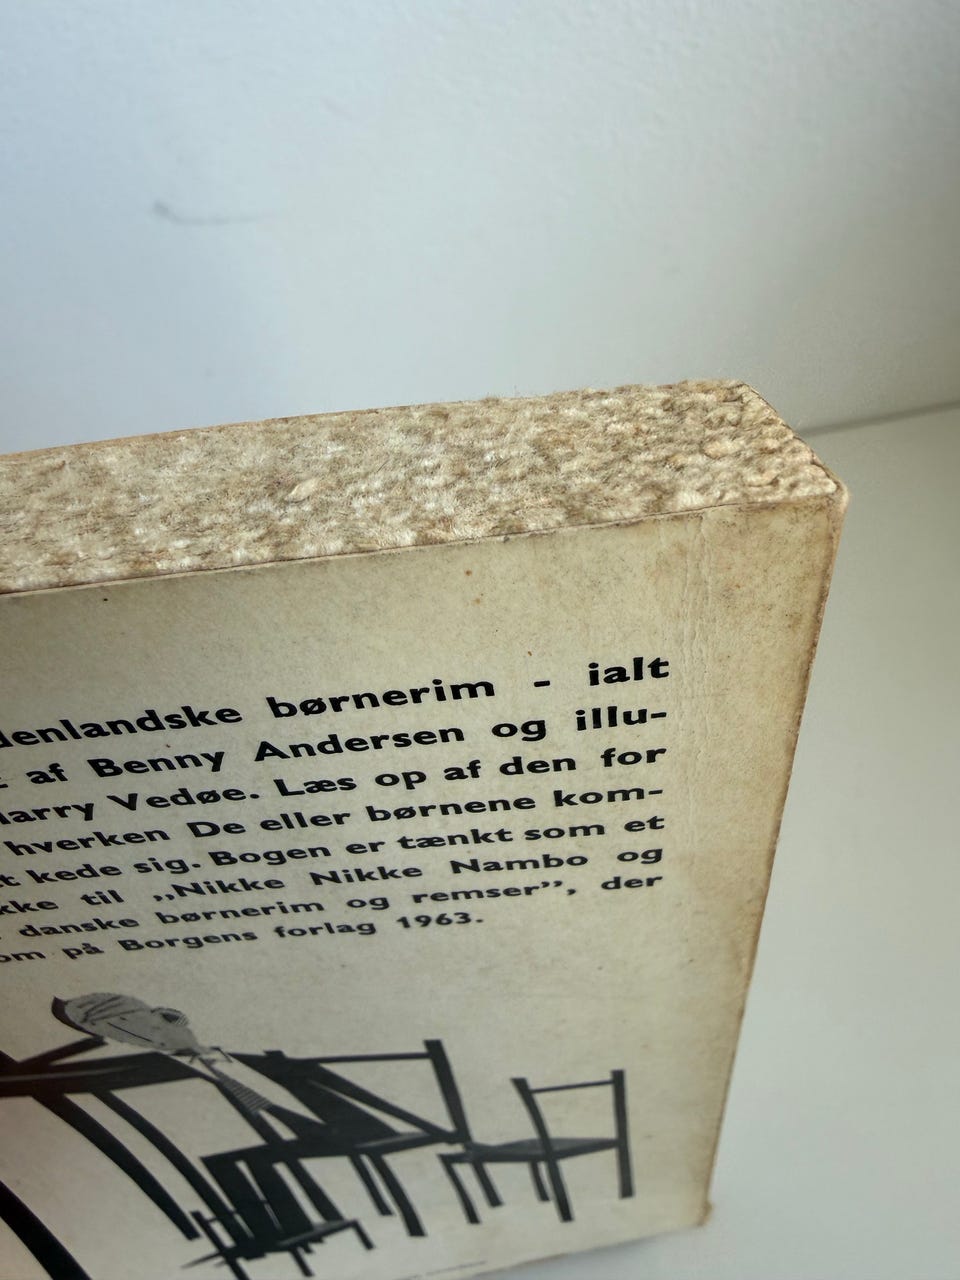 denlandske børnerim - ialt
af Benny Andersen og illu-
Harry Vedøe. Læs op af den for
hverken De eller børnene kom-
kede sig. Bogen er tænkt som et
til „Nikke Nikke Nambo og
danske børnerim og remser”, der
om på Borgens forlag 1963.